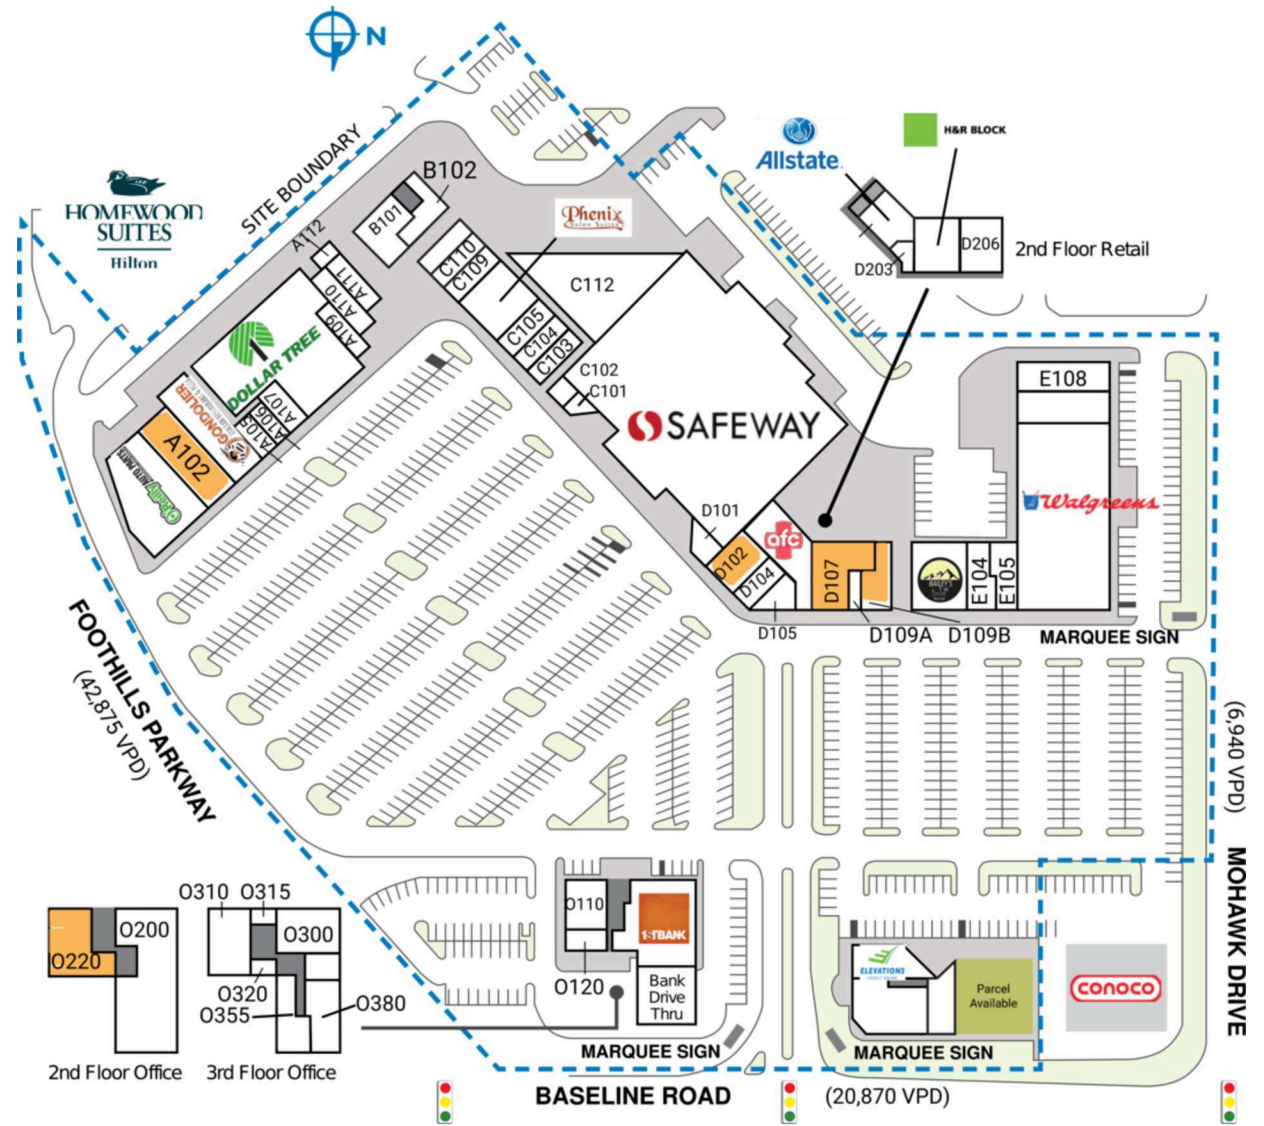 N
HOMEWOOD
SUITES
Hilton
SITE BOUNDARY
A112
B102
B101
Phenix
Salon Suites
Allstate
H&R BLOCK
D206
D203
2nd Floor Retail
C110
C109
C112
C105
C104
C103
C102
C101
A111
A110
A109
DOLLAR TREE
A107
A106
A105
GONDOLIER
A102
O'Reilly AUTO PARTS
SAFEWAY
E108
Walgreens
D101
D102
afc
D104
D105
D107
D109A
D109B
BAILEY'S
E104
E105
MARQUEE SIGN
FOOTHILLS PARKWAY
(42,875 VPD)
(6,940 VPD)
MOHAWK DRIVE
O310
O315
O200
O220
O300
O320
O355
O380
2nd Floor Office
3rd Floor Office
O110
O120
1STBANK
Bank
Drive
Thru
MARQUEE SIGN
ELEVATIONS
CREDIT UNION
Parcel
Available
conoco
MARQUEE SIGN
BASELINE ROAD
(20,870 VPD)